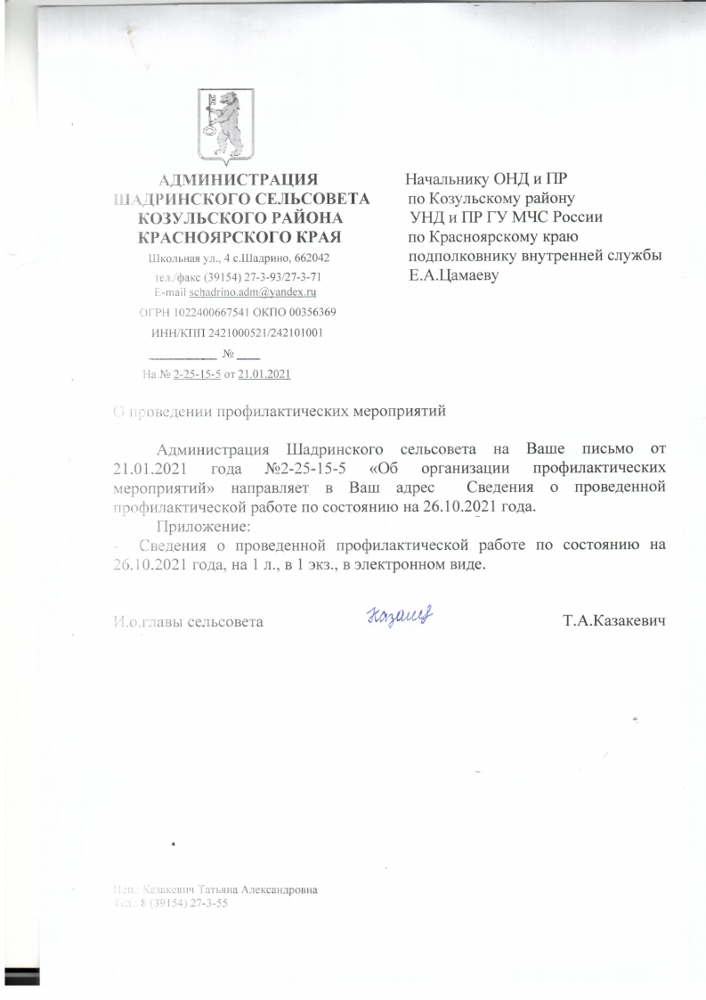 АДМИНИСТРАЦИЯ
ШАДРИНСКОГО СЕЛЬСОВЕТА
КОЗУЛЬСКОГО РАЙОНА
КРАСНОЯРСКОГО КРАЯ
Школьная ул., 4 с.Шадрино, 662042
тел./факс (39154) 27-3-93/27-3-71
E-mail schadrino.adm@yandex.ru
ОГРН 1022400667541 ОКПО 00356369
ИНН/КПП 2421000521/242101001
____________ № ____
На № 2-25-15-5 от 21.01.2021
Начальнику ОНД и ПР
по Козульскому району
УНД и ПР ГУ МЧС России
по Красноярскому краю
подполковнику внутренней службы
Е.А.Цамаеву
О проведении профилактических мероприятий
Администрация Шадринского сельсовета на Ваше письмо от
21.01.2021 года №2-25-15-5 «Об организации профилактических
мероприятий» направляет в Ваш адрес Сведения о проведенной
профилактической работе по состоянию на 26.10.2021 года.
Приложение:
- Сведения о проведенной профилактической работе по состоянию на
26.10.2021 года, на 1 л., в 1 экз., в электронном виде.
И.о.главы сельсовета
Т.А.Казакевич
Исп.: Казакевич Татьяна Александровна
Тел.: 8 (39154) 27-3-55